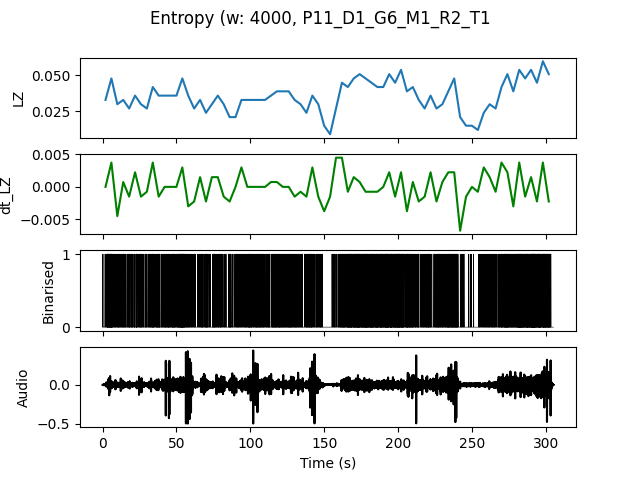 Entropy (w: 4000, P11_D1_G6_M1_R2_T1
LZ
0.050
0.025
dt_LZ
0.005
0.000
−0.005
Binarised
1
0
Audio
0.0
−0.5
0 50 100 150 200 250 300
Time (s)